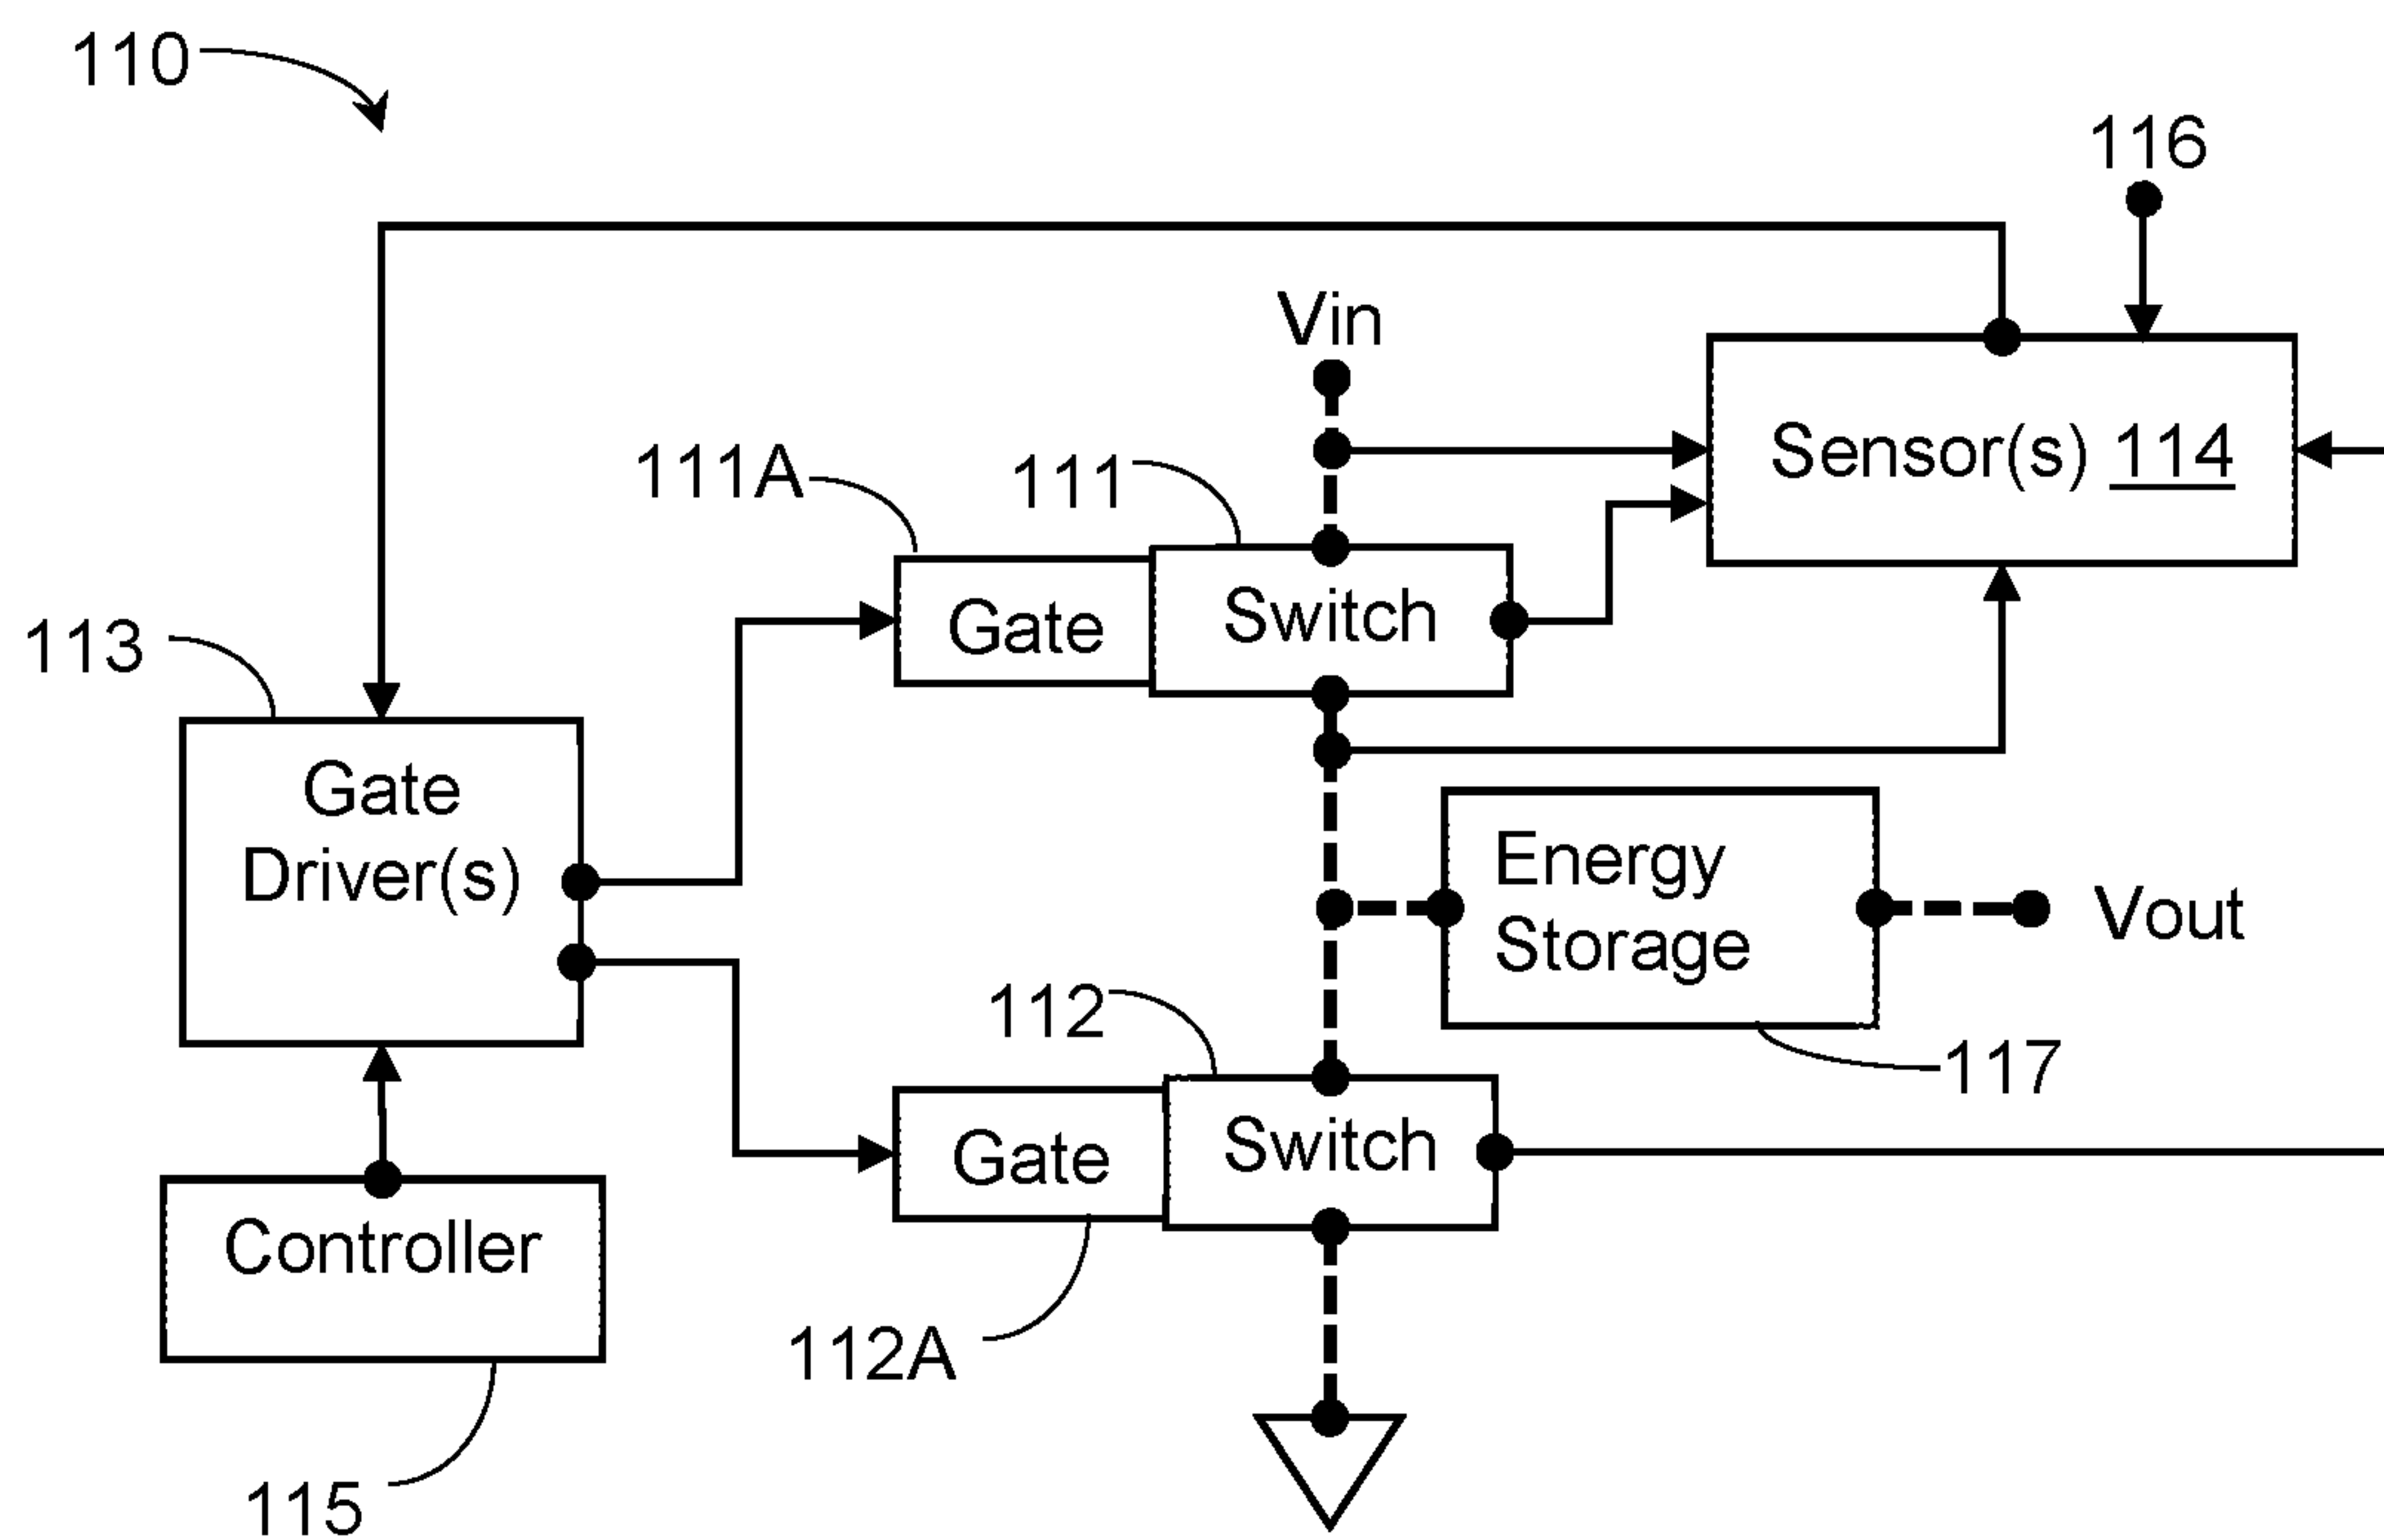 110
116
Vin
111A
111
Sensor(s) 114
Gate
Switch
113
Gate
Driver(s)
Energy
Storage
Vout
112
117
Gate
Switch
Controller
112A
115